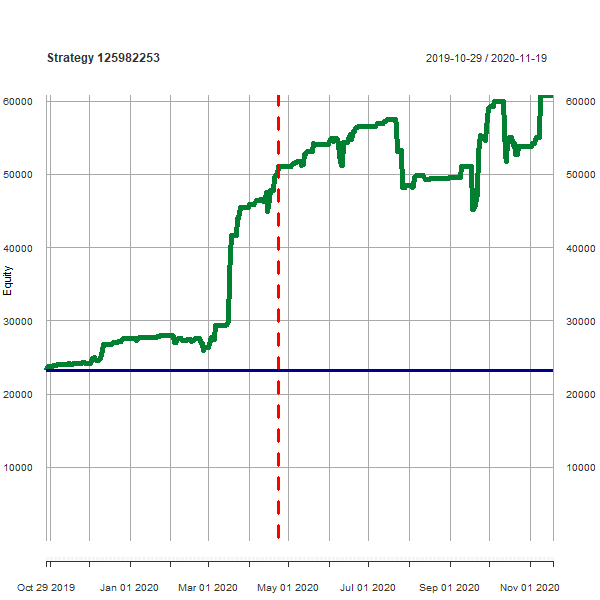 Strategy 125982253
2019-10-29 / 2020-11-19
60000
60000
50000
50000
40000
40000
Equity
30000
30000
20000
20000
10000
10000
Oct 29 2019
Jan 01 2020
Mar 01 2020
May 01 2020
Jul 01 2020
Sep 01 2020
Nov 01 2020